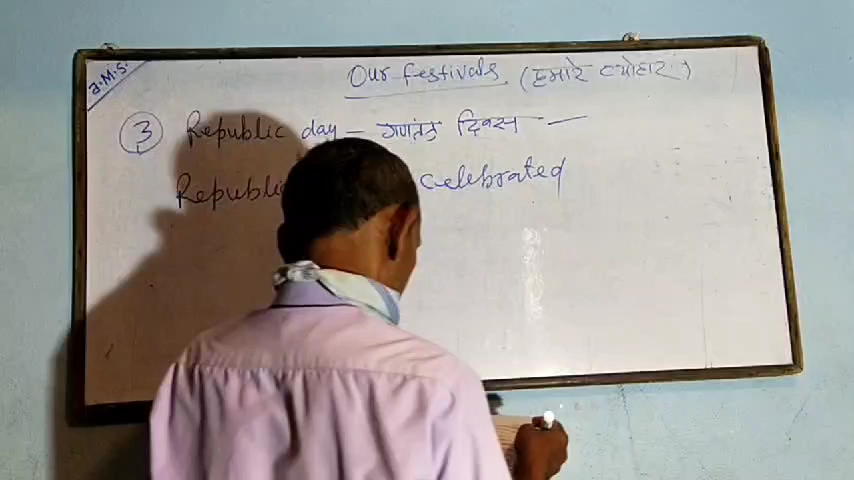 a.M.S.
Our festivals (हमारे त्योहार)
3 Republic day — गणतंत्र दिवस —
Republic celebrated